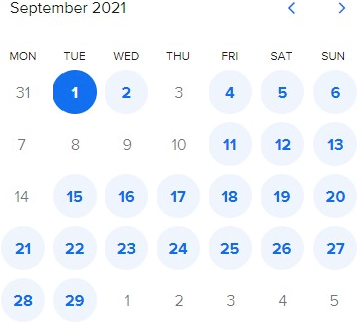 September 2021
MON TUE WED THU FRI SAT SUN
31 1 2 3 4 5 6
7 8 9 10 11 12 13
14 15 16 17 18 19 20
21 22 23 24 25 26 27
28 29 1 2 3 4 5